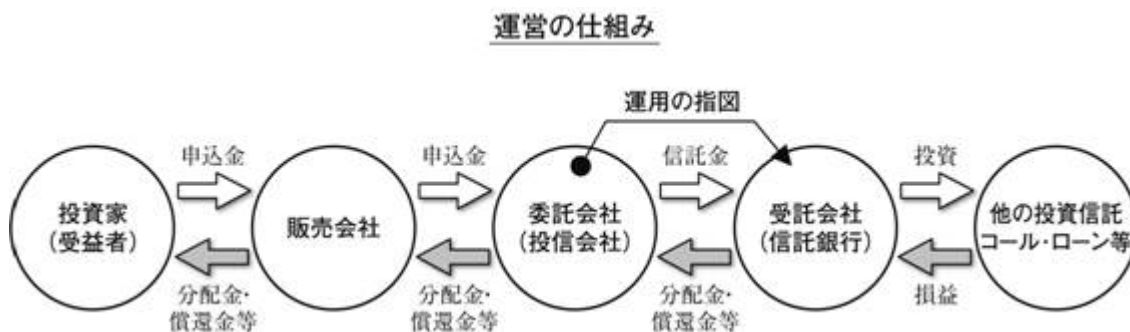 運営の仕組み
運用の指図
申込金
申込金
信託金
投資
投資家
(受益者)
販売会社
委託会社
(投信会社)
受託会社
(信託銀行)
他の投資信託
コール・ローン等
分配金・
償還金等
分配金・
償還金等
分配金・
償還金等
損益